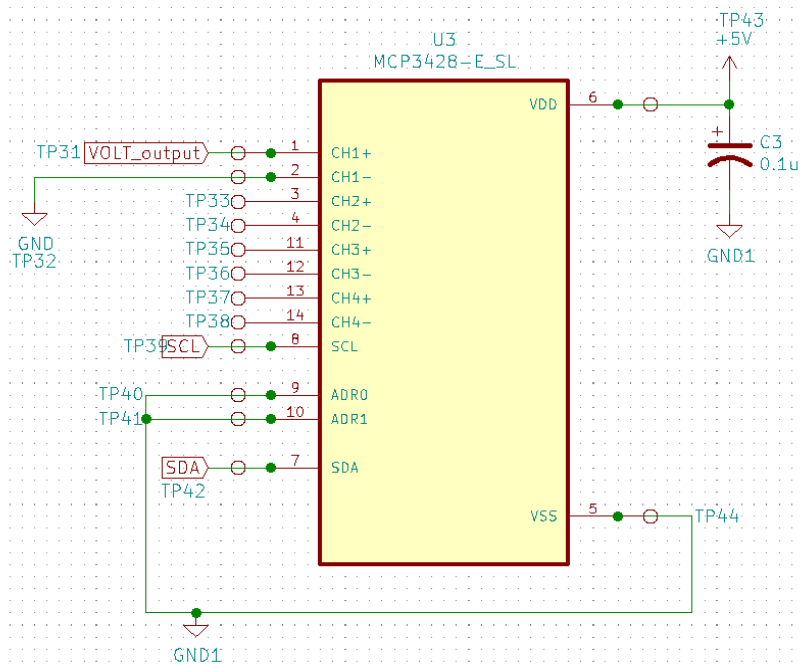 TP43
+5V
U3
MCP3428-E_SL
VDD
6
+
C3
0.1u
GND1
TP31
VOLT_output
1
CH1+
2
CH1-
GND
TP32
TP33
3
CH2+
TP34
4
CH2-
TP35
11
CH3+
TP36
12
CH3-
TP37
13
CH4+
TP38
14
CH4-
TP39
SCL
8
SCL
TP40
9
ADR0
TP41
10
ADR1
SDA
7
SDA
TP42
VSS
5
TP44
GND1